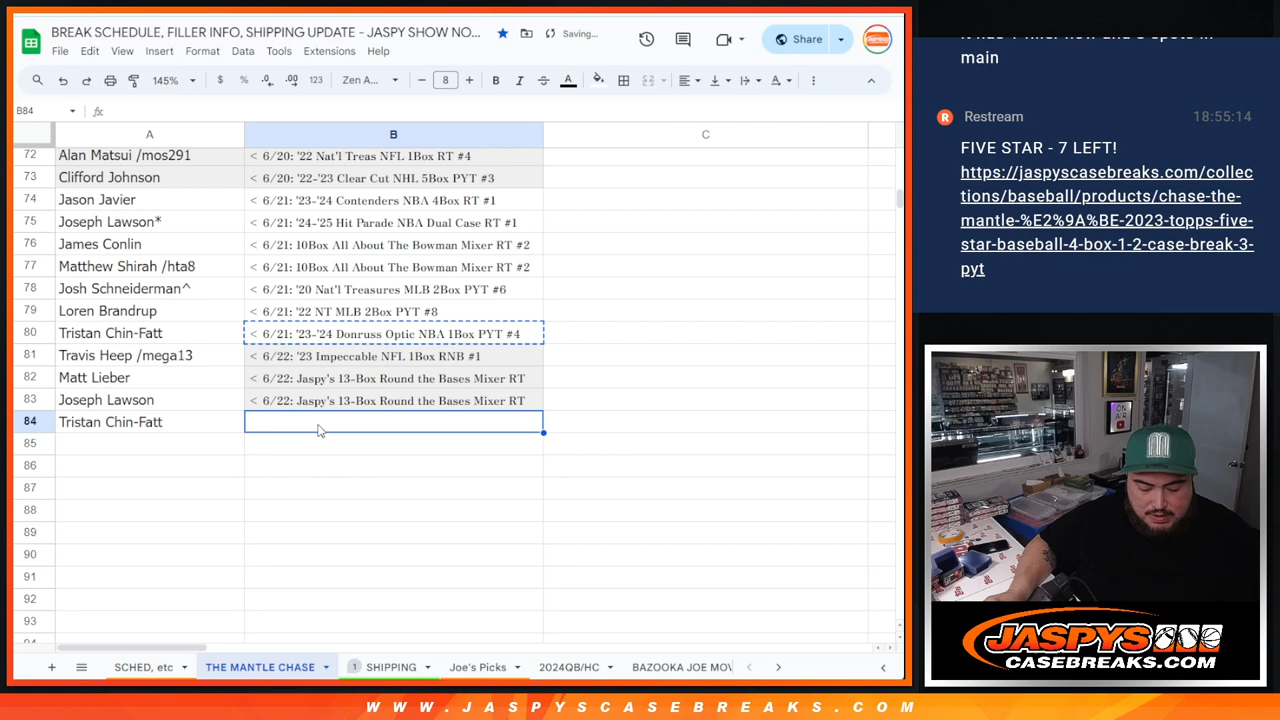 BREAK SCHEDULE, FILLER INFO, SHIPPING UPDATE - JASPY SHOW NO...
Saving...
Share
File Edit View Insert Format Data Tools Extensions Help
145%
$ % .0 .00 123
Zen A...
8
B I A
B84
fx
A B C
72 Alan Matsui /mos291 < 6/20: '22 Nat'l Treas NFL 1Box RT #4
73 Clifford Johnson < 6/20: '22-'23 Clear Cut NHL 5Box PYT #3
74 Jason Javier < 6/21: '23-'24 Contenders NBA 4Box RT #1
75 Joseph Lawson* < 6/21: '24-'25 Hit Parade NBA Dual Case RT #1
76 James Conlin < 6/21: 10Box All About The Bowman Mixer RT #2
77 Matthew Shirah /hta8 < 6/21: 10Box All About The Bowman Mixer RT #2
78 Josh Schneiderman^ < 6/21: '20 Nat'l Treasures MLB 2Box PYT #6
79 Loren Brandrup < 6/21: '22 NT MLB 2Box PYT #8
80 Tristan Chin-Fatt < 6/21: '23-'24 Donruss Optic NBA 1Box PYT #4
81 Travis Heep /mega13 < 6/22: '23 Impeccable NFL 1Box RNB #1
82 Matt Lieber < 6/22: Jaspy's 13-Box Round the Bases Mixer RT
83 Joseph Lawson < 6/22: Jaspy's 13-Box Round the Bases Mixer RT
84 Tristan Chin-Fatt
85
86
87
88
89
90
91
92
93
SCHED, etc THE MANTLE CHASE 1 SHIPPING Joe's Picks 2024QB/HC BAZOOKA JOE MOV
main
R Restream 18:55:14
FIVE STAR - 7 LEFT!
https://jaspyscasebreaks.com/collec
tions/baseball/products/chase-the-
mantle-%E2%9A%BE-2023-topps-five-
star-baseball-4-box-1-2-case-break-3-
pyt
ON AIR
M
JASPYS
CASEBREAKS.COM
WWW.JASPYSCASEBREAKS.COM